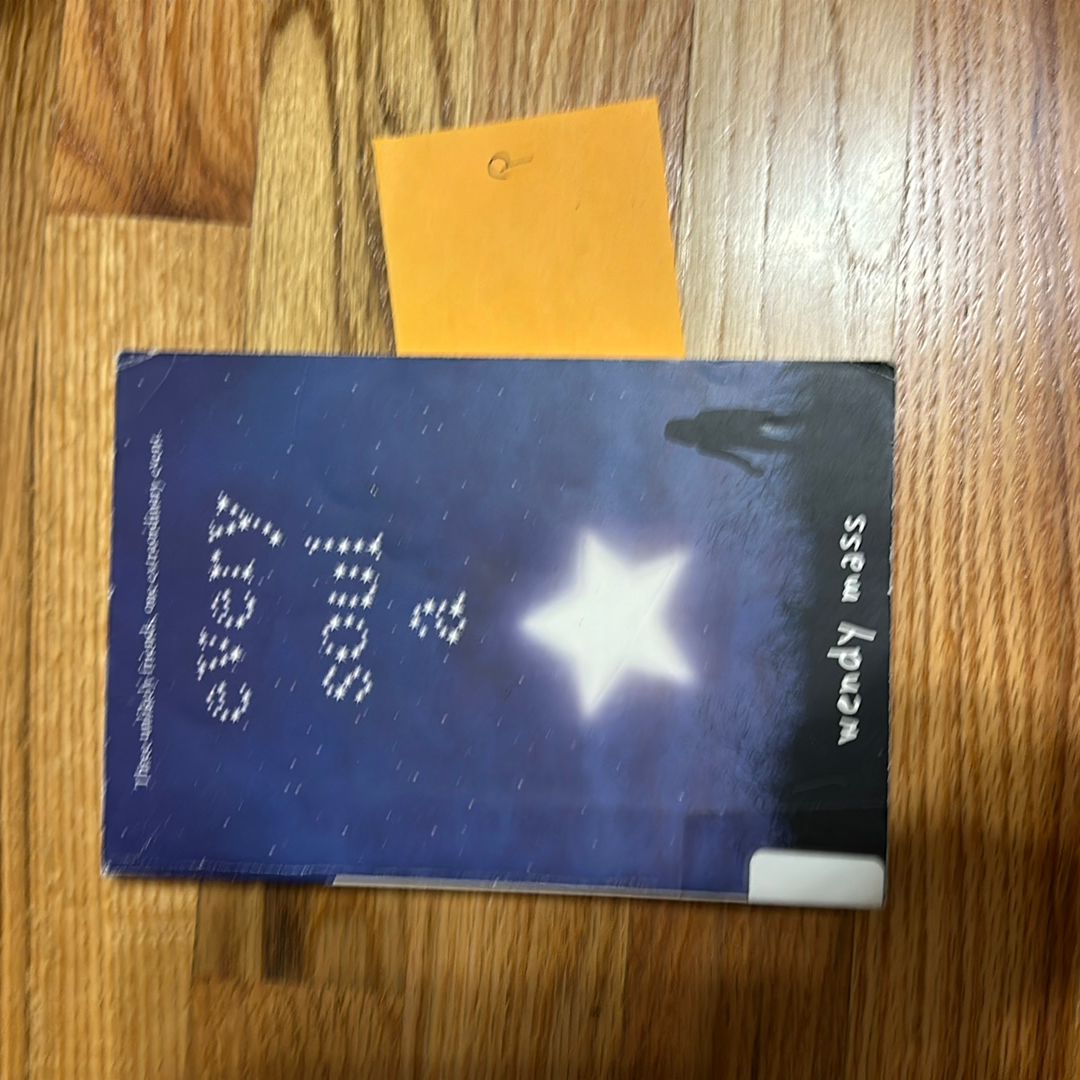 Three unlikely friends, one extraordinary event.
every
soul
a
wendy mass